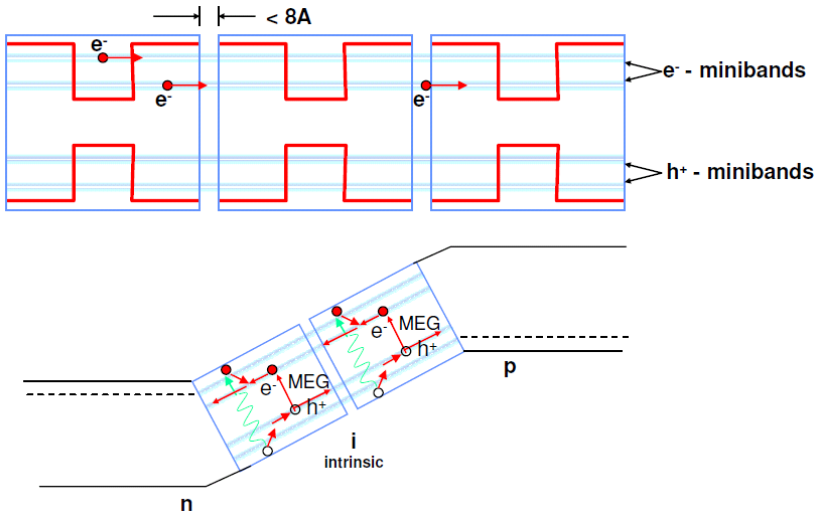 < 8A
e-
e-
e-
e- - minibands
h+ - minibands
MEG
e-
h+
MEG
e-
h+
p
i
intrinsic
n